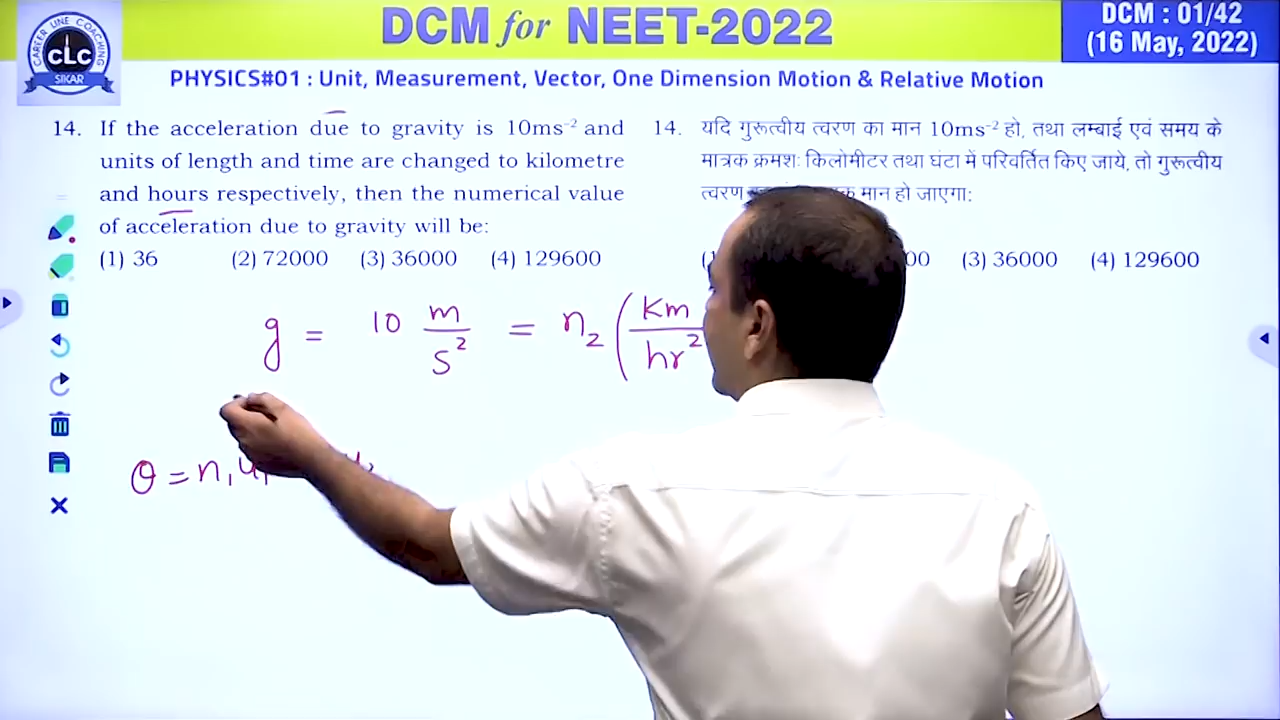 DCM for NEET-2022
DCM : 01/42
(16 May, 2022)
CAREER LINE COACHING
CLC
SIKAR
PHYSICS#01 : Unit, Measurement, Vector, One Dimension Motion & Relative Motion
14. If the acceleration due to gravity is 10ms⁻² and
units of length and time are changed to kilometre
and hours respectively, then the numerical value
of acceleration due to gravity will be:
(1) 36 (2) 72000 (3) 36000 (4) 129600
14. यदि गुरूत्वीय त्वरण का मान 10ms⁻² हो, तथा लम्बाई एवं समय के
मात्रक क्रमशः किलोमीटर तथा घंटा में परिवर्तित किए जाये, तो गुरूत्वीय
त्वरण मान हो जाएगा:
(3) 36000 (4) 129600
g = 10 m/s² = n₂ (km/hr²
Q = n₁u₁